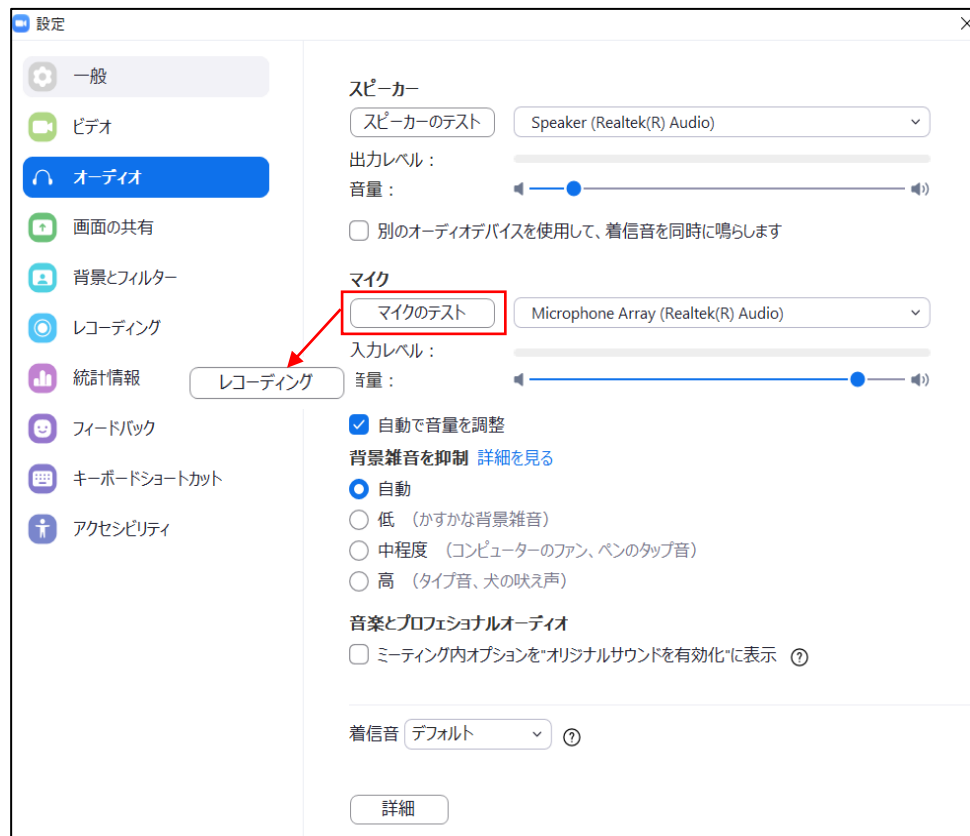 設定
一般
ビデオ
オーディオ
画面の共有
背景とフィルター
レコーディング
統計情報
フィードバック
キーボードショートカット
アクセシビリティ
スピーカー
スピーカーのテスト Speaker (Realtek(R) Audio)
出力レベル：
音量：
別のオーディオデバイスを使用して、着信音を同時に鳴らします
マイク
マイクのテスト Microphone Array (Realtek(R) Audio)
入力レベル：
レコーディング 音量：
自動で音量を調整
背景雑音を抑制 詳細を見る
自動
低 （かすかな背景雑音）
中程度 （コンピューターのファン、ペンのタップ音）
高 （タイプ音、犬の吠え声）
音楽とプロフェショナルオーディオ
ミーティング内オプションを"オリジナルサウンドを有効化"に表示 ?
着信音 デフォルト ?
詳細